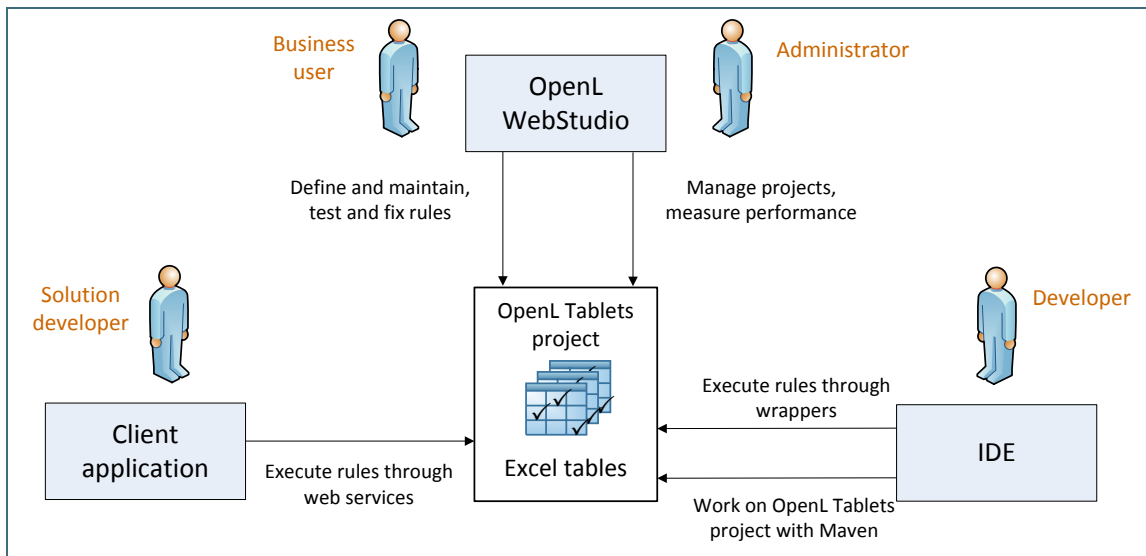 Business
user
OpenL
WebStudio
Administrator
Define and maintain,
test and fix rules
Manage projects,
measure performance
Solution
developer
OpenL Tablets
project
Developer
Client
application
Execute rules through
web services
Excel tables
Execute rules through
wrappers
IDE
Work on OpenL Tablets
project with Maven